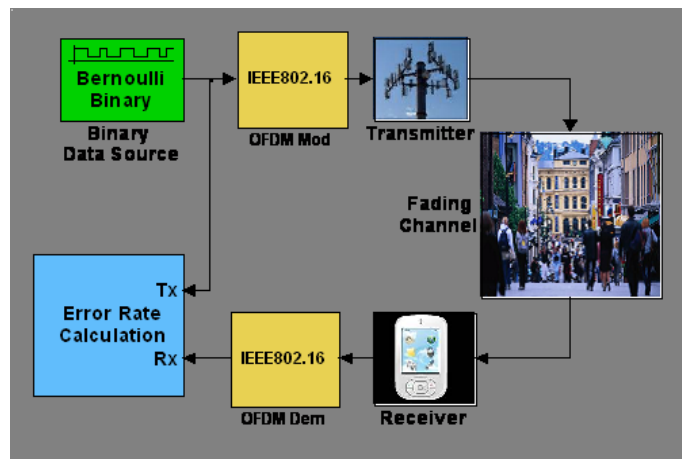 Bernoulli
Binary
Binary
Data Source
IEEE802.16
OFDM Mod
Transmitter
Fading
Channel
Tx
Error Rate
Calculation
Rx
IEEE802.16
OFDM Dem
Receiver